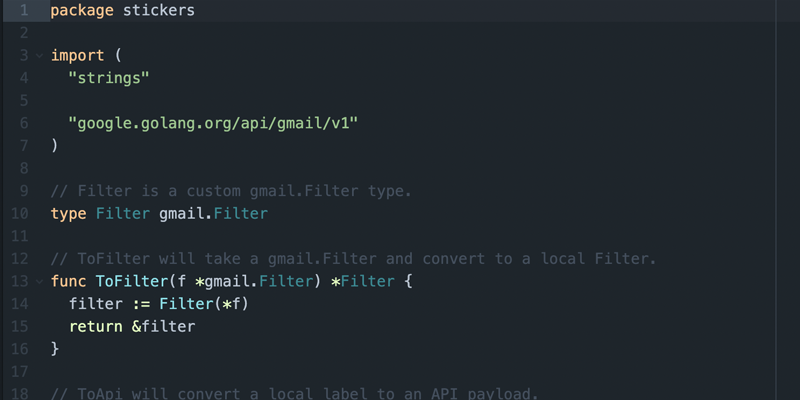 1 package stickers
2
3 import (
4 "strings"
5
6 "google.golang.org/api/gmail/v1"
7 )
8
9 // Filter is a custom gmail.Filter type.
10 type Filter gmail.Filter
11
12 // ToFilter will take a gmail.Filter and convert to a local Filter.
13 func ToFilter(f *gmail.Filter) *Filter {
14 filter := Filter(*f)
15 return &filter
16 }
17
18 // ToApi will convert a local label to an API payload.